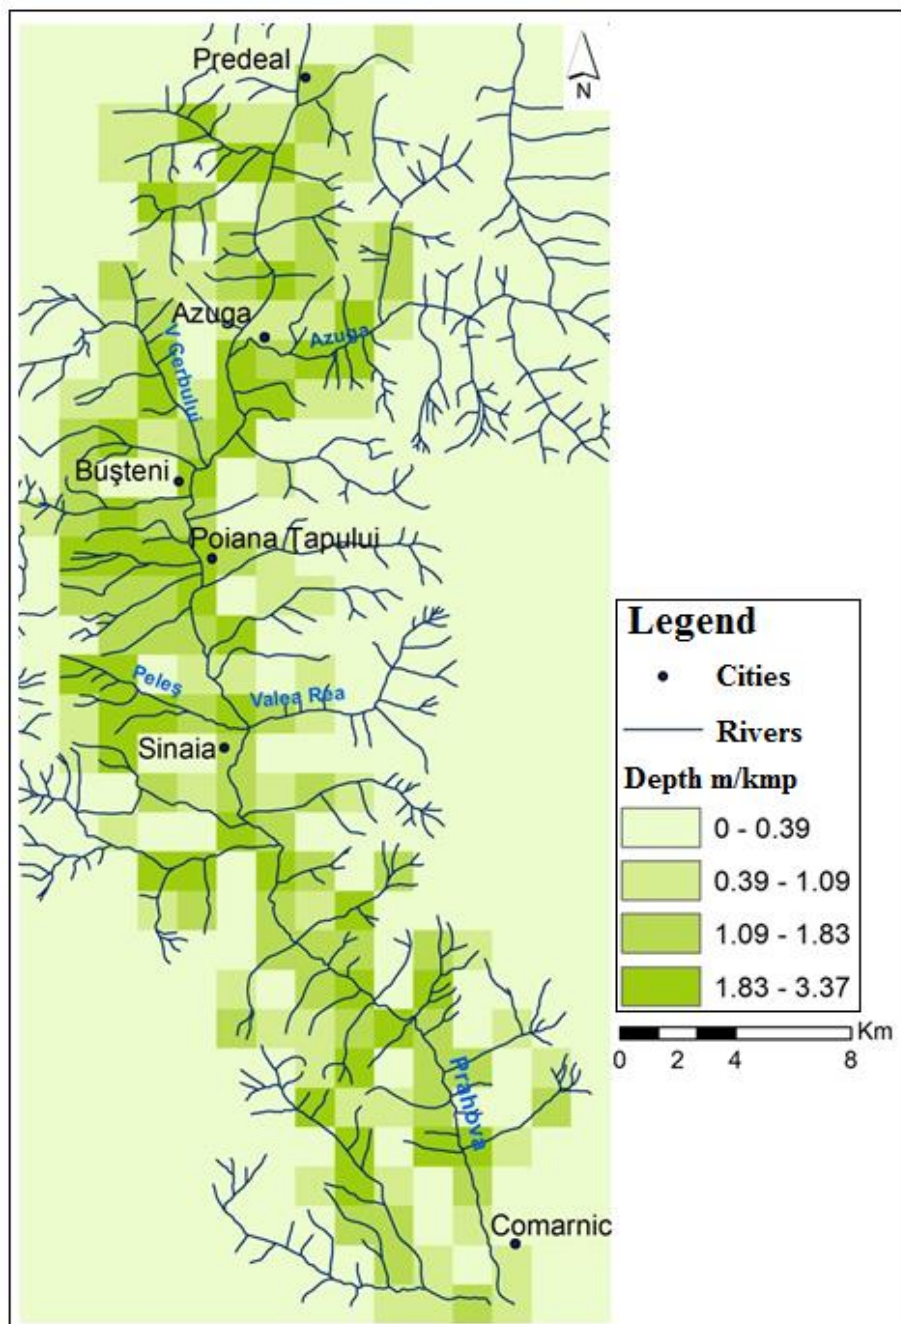 Predeal
N
Azuga
Azuga
V Cerbului
Buşteni
Poiana Ţapului
Peleş
Valea Rea
Sinaia
Prahova
Comarnic
Legend
Cities
Rivers
Depth m/kmp
0 - 0.39
0.39 - 1.09
1.09 - 1.83
1.83 - 3.37
Km
0 2 4 8